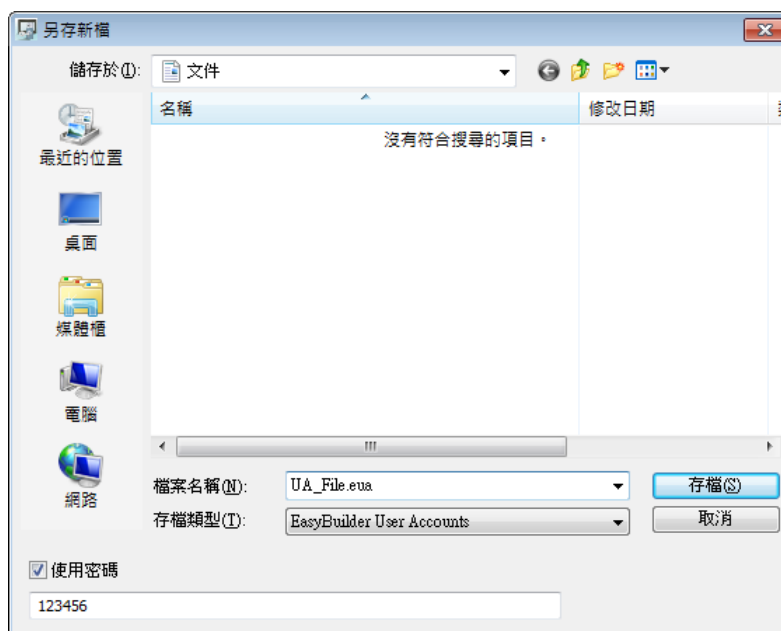 另存新檔
儲存於(I): 文件
名稱 修改日期
沒有符合搜尋的項目。
最近的位置
桌面
媒體櫃
電腦
網路
檔案名稱(N): UA_File.eua 存檔(S)
存檔類型(T): EasyBuilder User Accounts 取消
使用密碼
123456